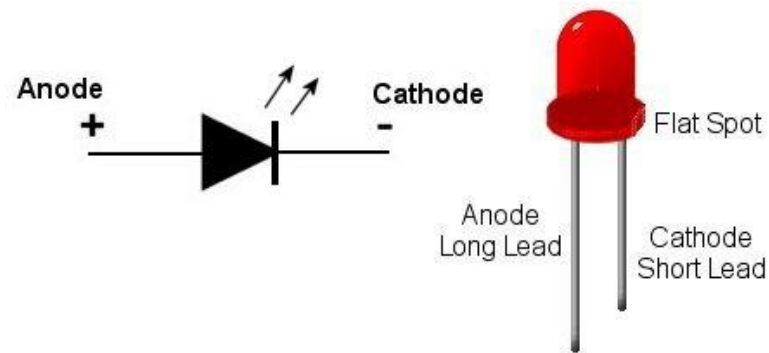 Anode
+
Cathode
-
Flat Spot
Anode
Long Lead
Cathode
Short Lead